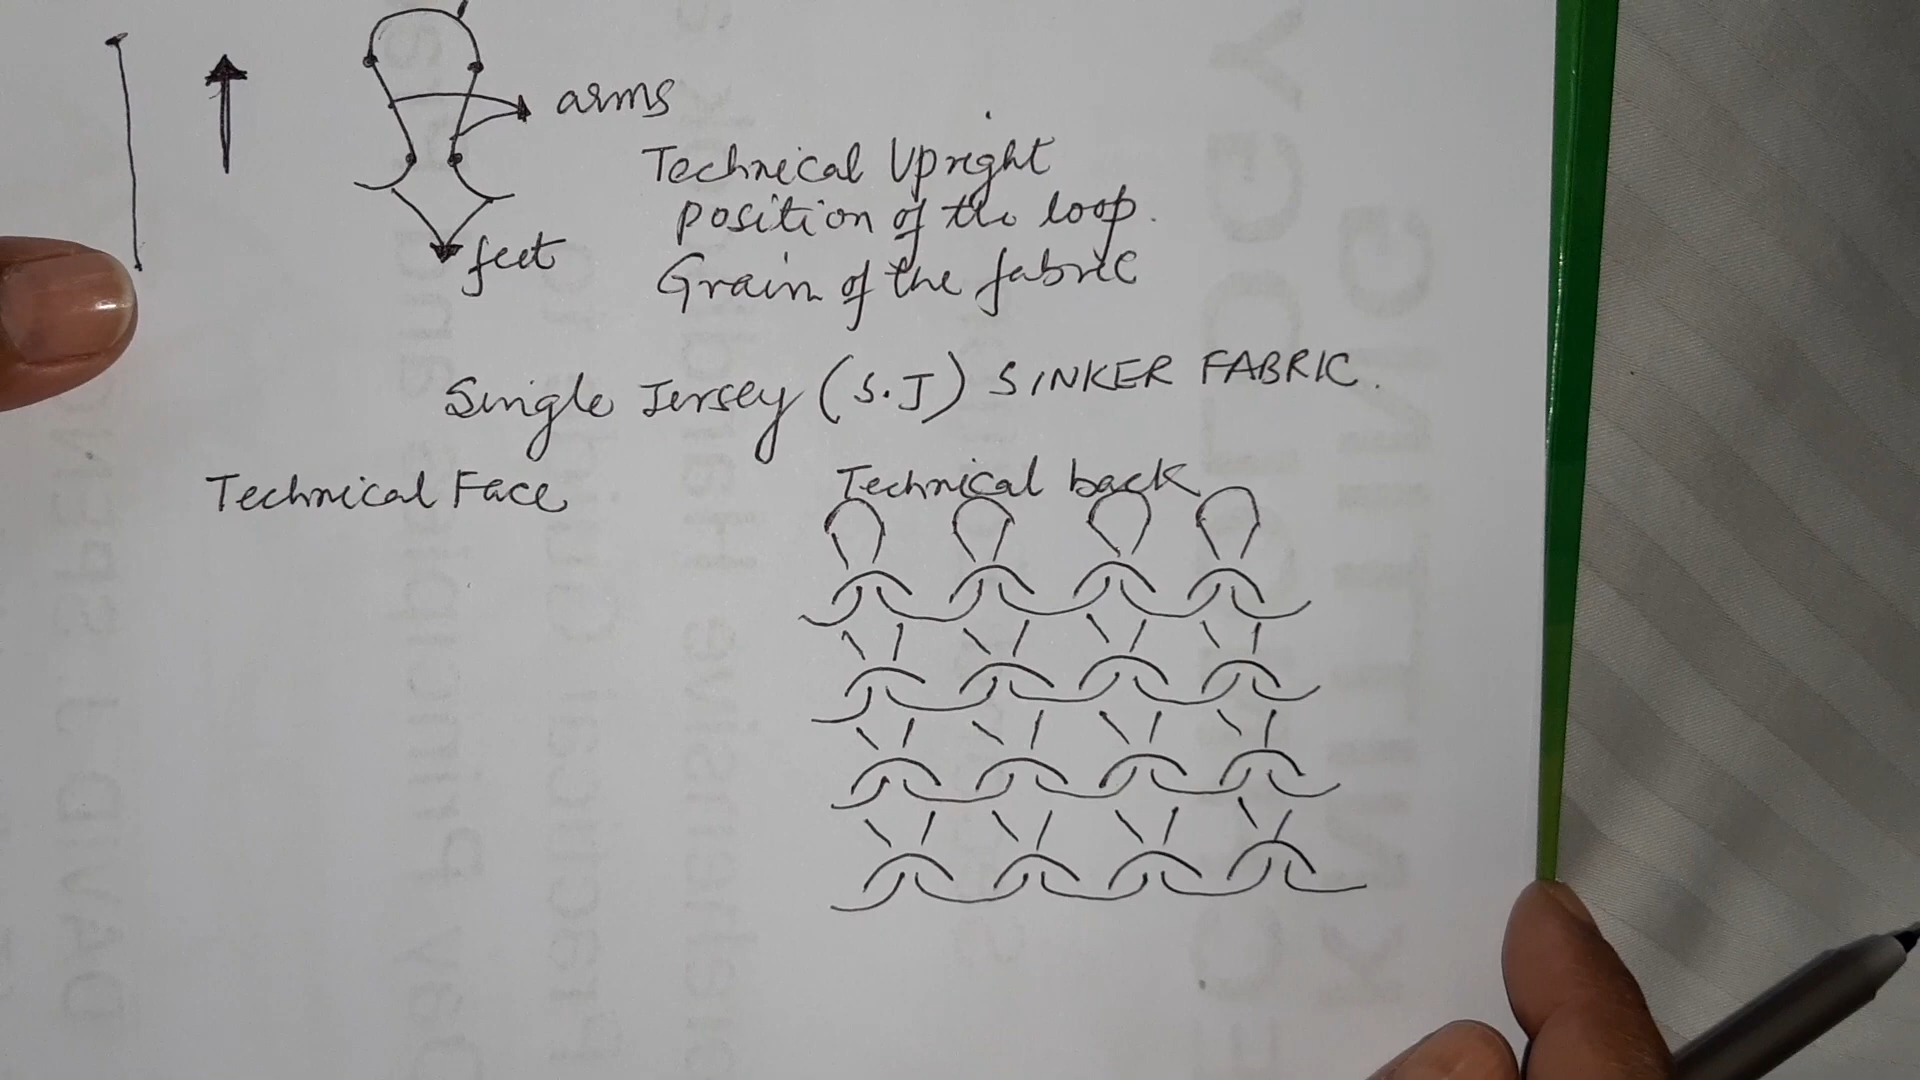 arms
Technical Upright
position of the loop.
feet
Grain of the fabric
Single Jersey (S.J) SINKER FABRIC.
Technical Face
Technical back